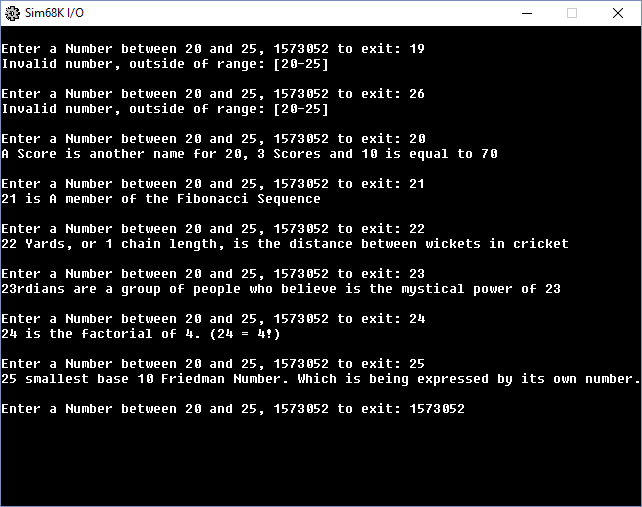 Sim68K I/O
Enter a Number between 20 and 25, 1573052 to exit: 19
Invalid number, outside of range: [20-25]
Enter a Number between 20 and 25, 1573052 to exit: 26
Invalid number, outside of range: [20-25]
Enter a Number between 20 and 25, 1573052 to exit: 20
A Score is another name for 20, 3 Scores and 10 is equal to 70
Enter a Number between 20 and 25, 1573052 to exit: 21
21 is A member of the Fibonacci Sequence
Enter a Number between 20 and 25, 1573052 to exit: 22
22 Yards, or 1 chain length, is the distance between wickets in cricket
Enter a Number between 20 and 25, 1573052 to exit: 23
23rdians are a group of people who believe is the mystical power of 23
Enter a Number between 20 and 25, 1573052 to exit: 24
24 is the factorial of 4. (24 = 4!)
Enter a Number between 20 and 25, 1573052 to exit: 25
25 smallest base 10 Friedman Number. Which is being expressed by its own number.
Enter a Number between 20 and 25, 1573052 to exit: 1573052